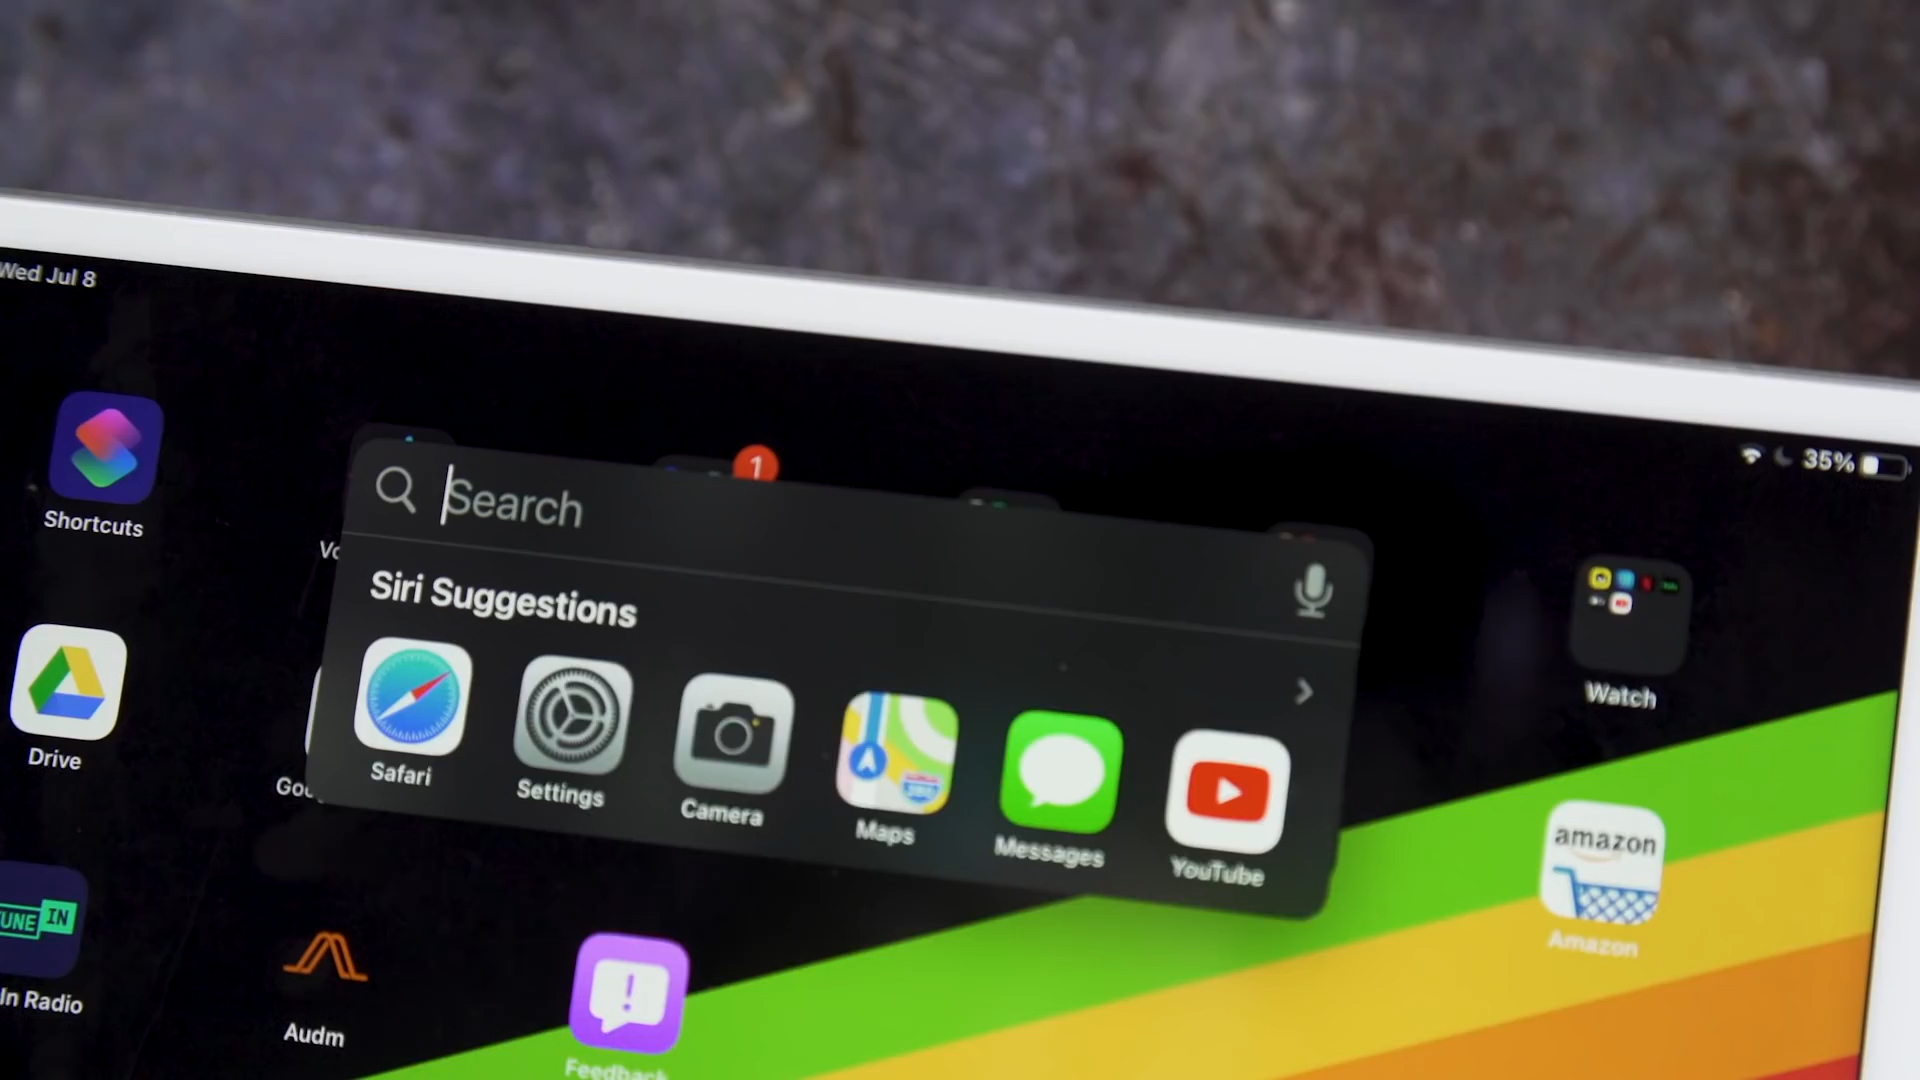 Wed Jul 8
35%
1
Search
Shortcuts
Siri Suggestions
Watch
Drive
Safari
Settings
Camera
Maps
Messages
YouTube
amazon
Amazon
IN
In Radio
Audm
Feedback